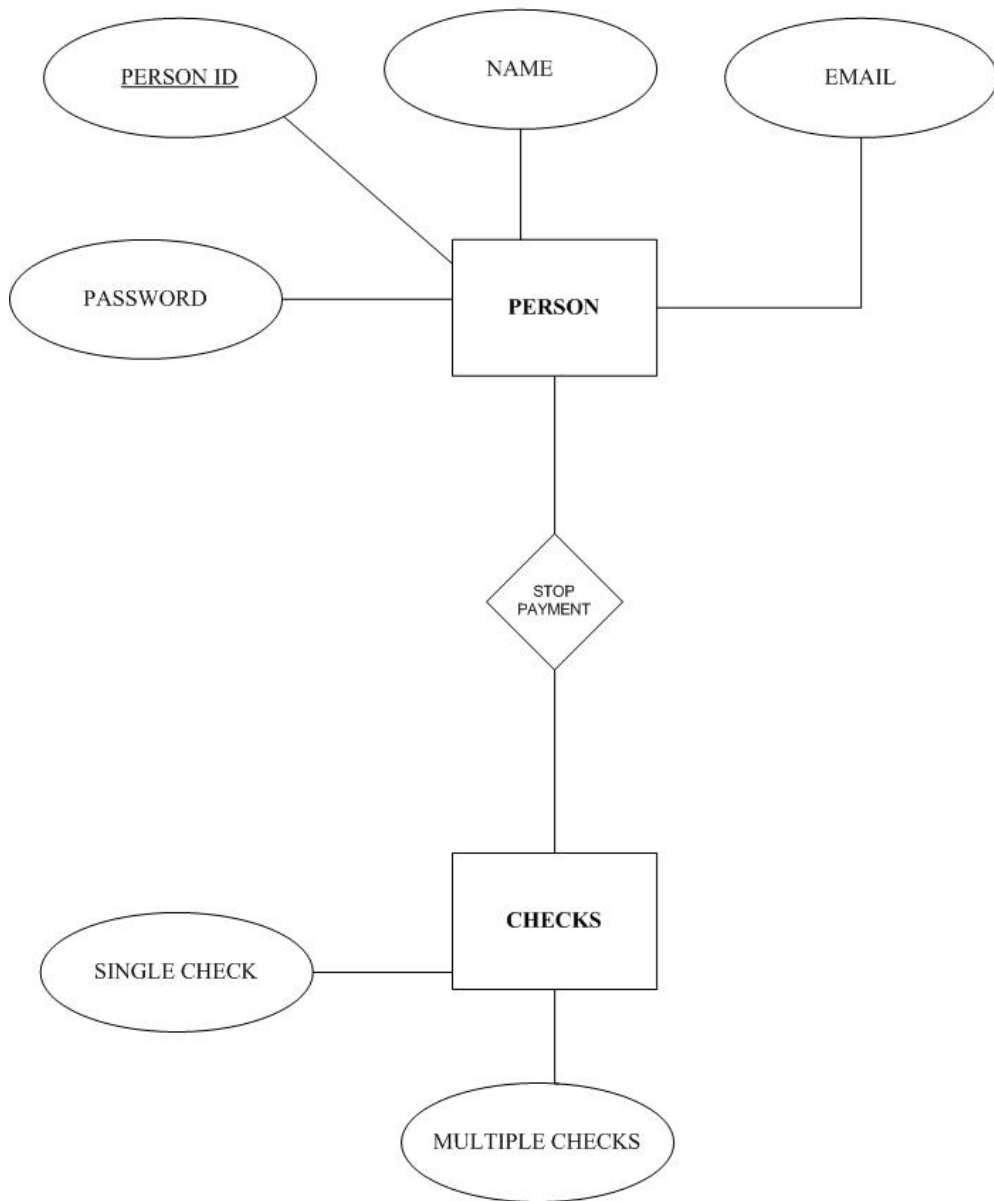 PERSON ID
NAME
EMAIL
PASSWORD
PERSON
STOP
PAYMENT
CHECKS
SINGLE CHECK
MULTIPLE CHECKS